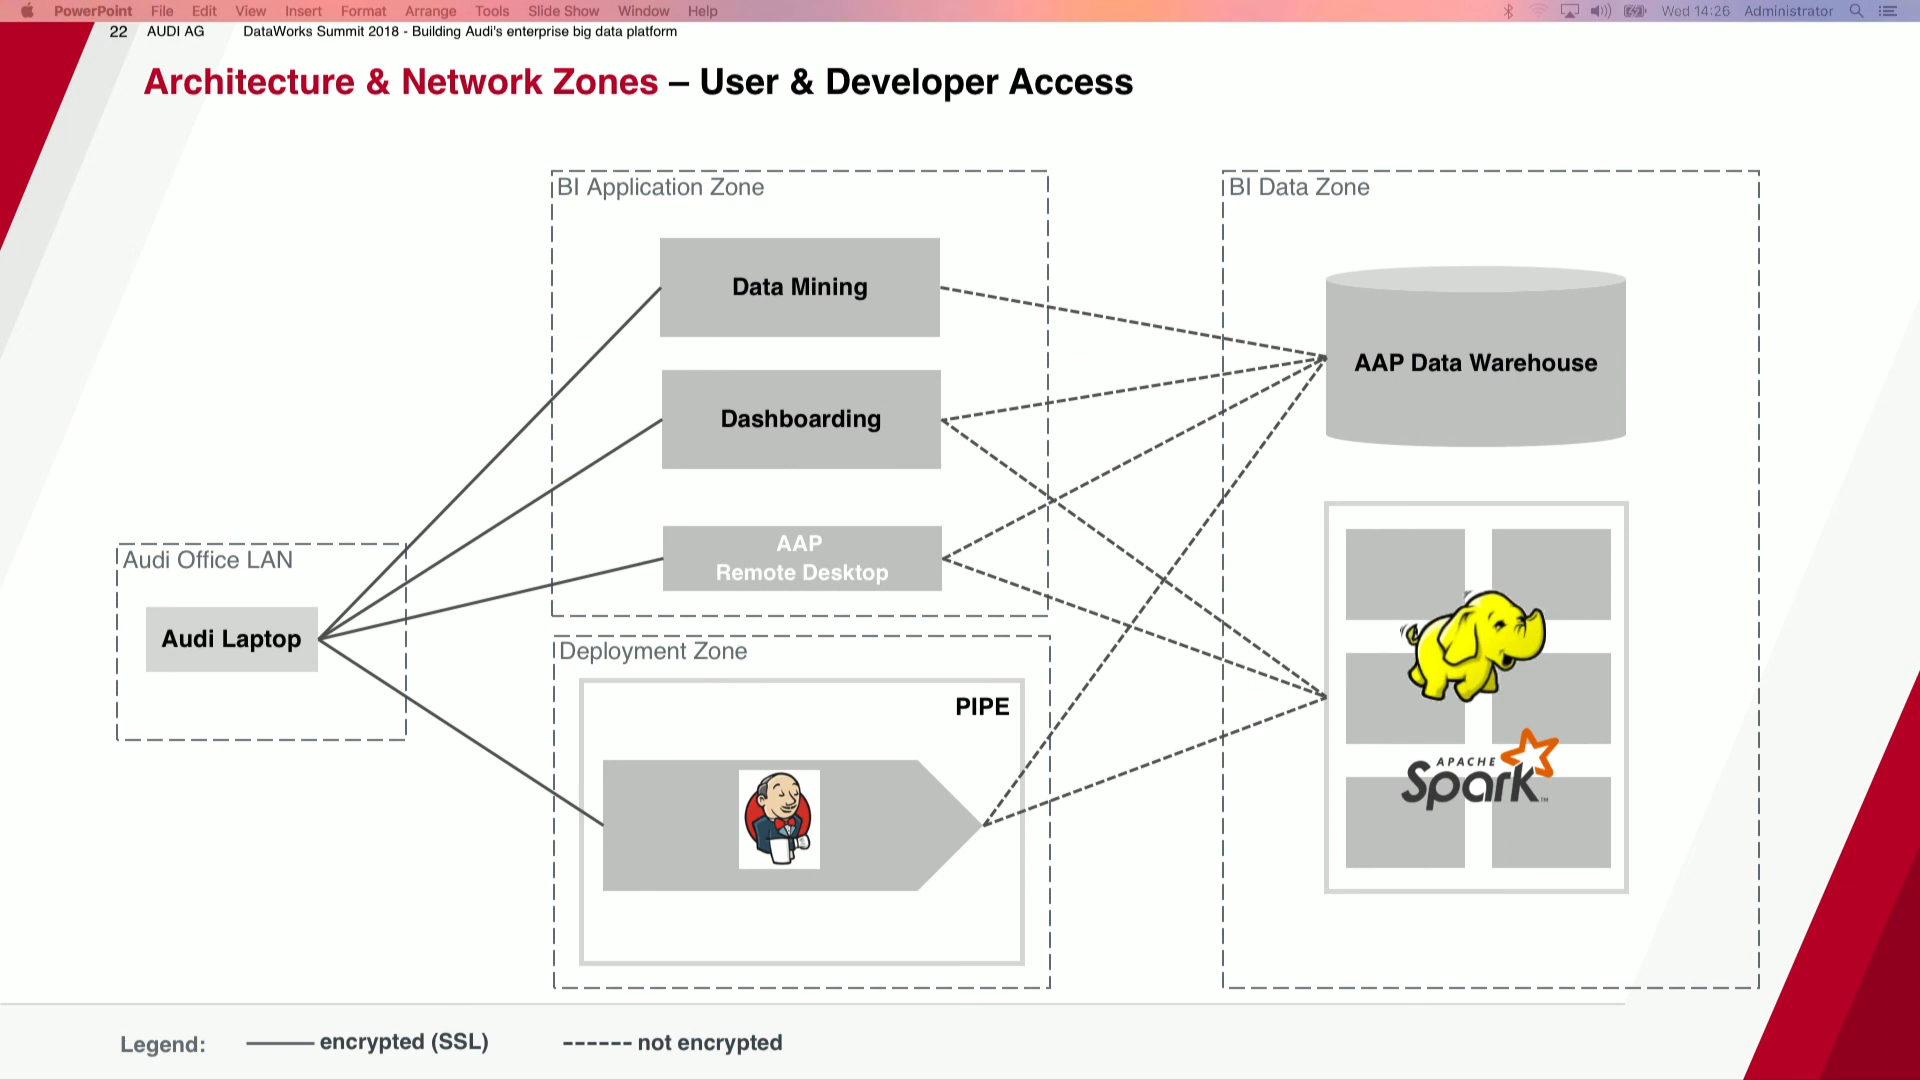 PowerPoint File Edit View Insert Format Arrange Tools Slide Show Window Help Wed 14:26 Administrator
22 AUDI AG DataWorks Summit 2018 - Building Audi's enterprise big data platform
Architecture & Network Zones – User & Developer Access
BI Application Zone
BI Data Zone
Data Mining
AAP Data Warehouse
Dashboarding
AAP
Remote Desktop
Audi Office LAN
Audi Laptop
Deployment Zone
PIPE
APACHE
Spark™
Legend: encrypted (SSL) not encrypted